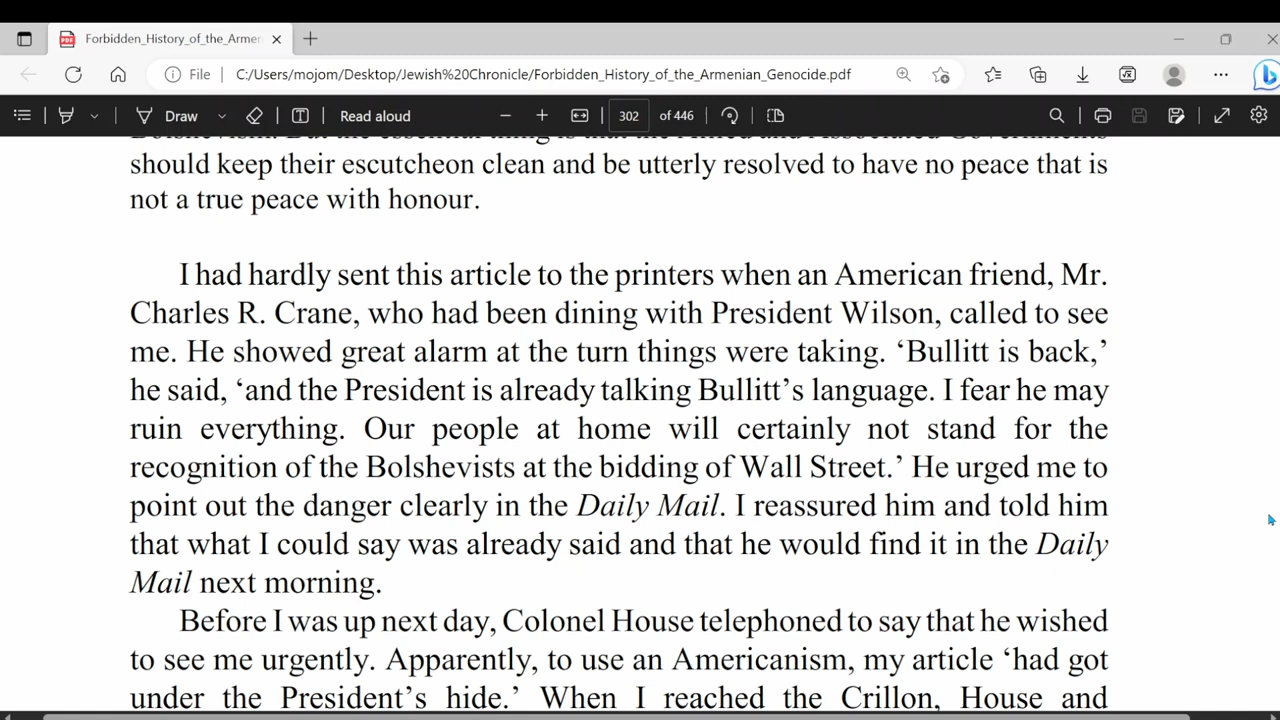 Forbidden_History_of_the_Armen
File
C:/Users/mojom/Desktop/Jewish%20Chronicle/Forbidden_History_of_the_Armenian_Genocide.pdf
Draw
Read aloud
302 of 446
should keep their escutcheon clean and be utterly resolved to have no peace that is
not a true peace with honour.
I had hardly sent this article to the printers when an American friend, Mr.
Charles R. Crane, who had been dining with President Wilson, called to see
me. He showed great alarm at the turn things were taking. ‘Bullitt is back,’
he said, ‘and the President is already talking Bullitt’s language. I fear he may
ruin everything. Our people at home will certainly not stand for the
recognition of the Bolshevists at the bidding of Wall Street.’ He urged me to
point out the danger clearly in the Daily Mail. I reassured him and told him
that what I could say was already said and that he would find it in the Daily
Mail next morning.
Before I was up next day, Colonel House telephoned to say that he wished
to see me urgently. Apparently, to use an Americanism, my article ‘had got
under the President’s hide.’ When I reached the Crillon, House and